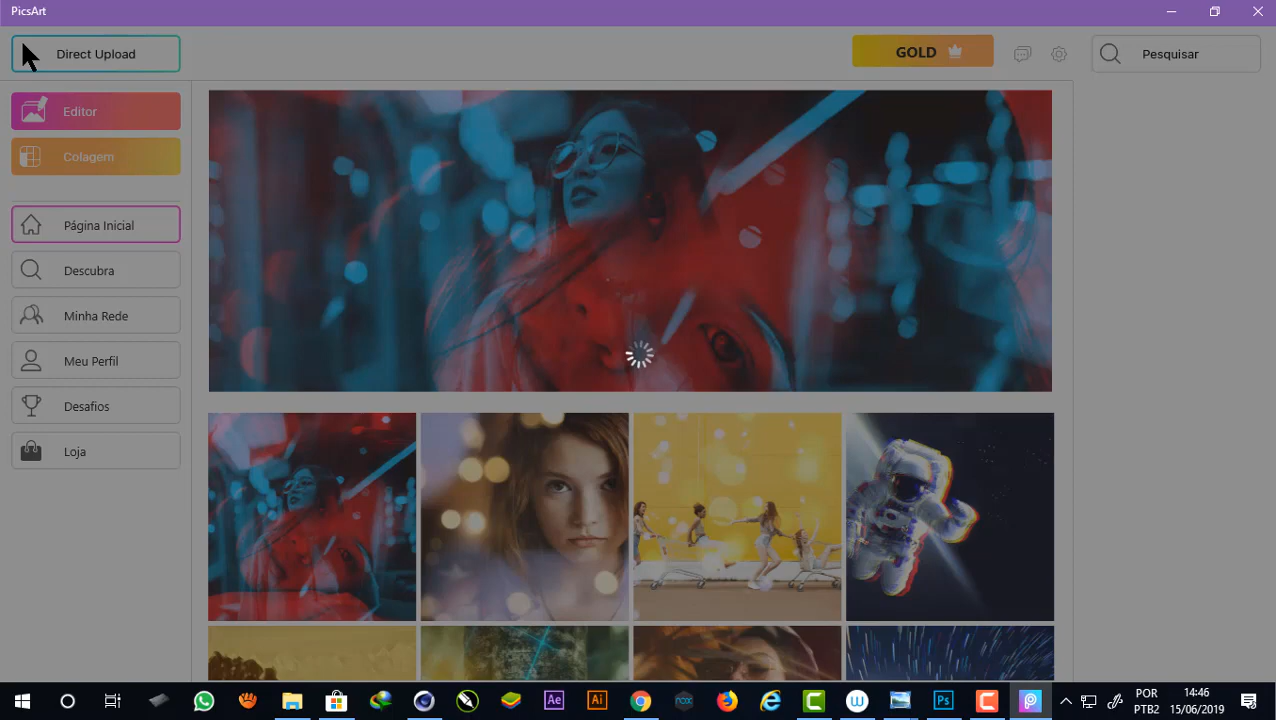 PicsArt
Direct Upload
GOLD
Pesquisar
Editor
Colagem
Página Inicial
Descubra
Minha Rede
Meu Perfil
Desafios
Loja
Ae
Ai
nox
W
Ps
POR
PTB2
14:46
15/06/2019